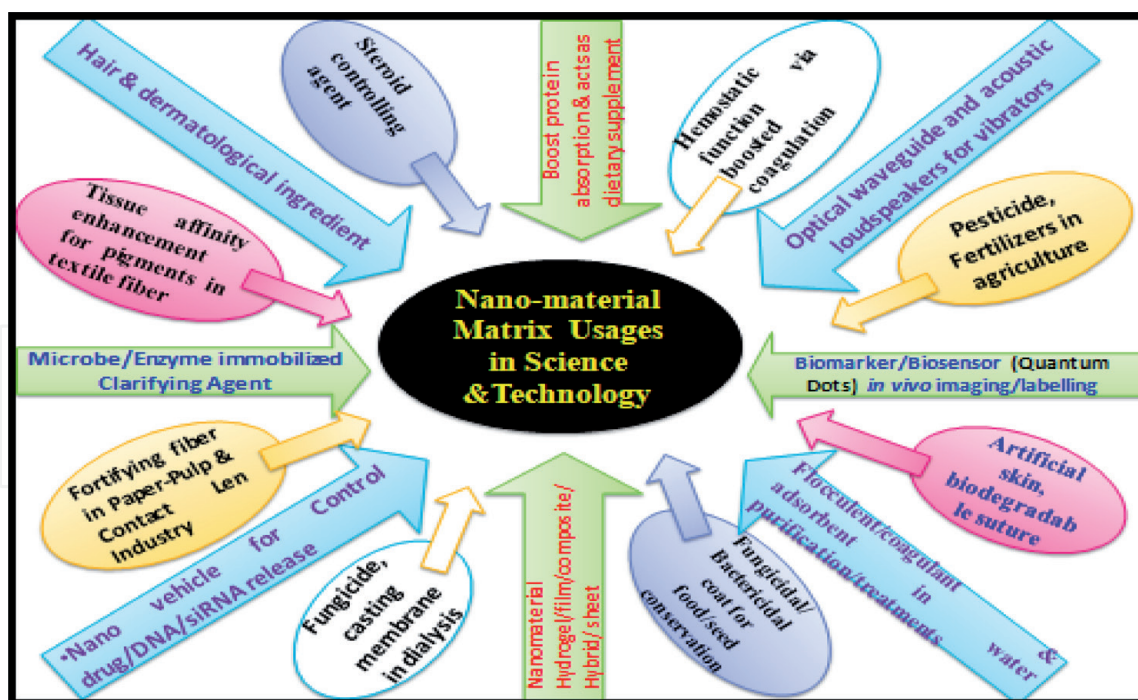 Hair & dermatological
ingredient
Steroid
controlling
agent
Boost protein
absorption & actsas
dietary supplement
Hemostatic via
function
boosted
coagulation
Optical waveguide and acoustic
loudspeakers for vibrators
Tissue affinity
enhancement
for pigments in
textile fiber
Pesticide,
Fertilizers in
agriculture
Nano-material
Matrix Usages
in Science
&Technology
Microbe/Enzyme immobilized
Clarifying Agent
Biomarker/Biosensor (Quantum
Dots) in vivo imaging/labelling
Fortifying fiber
in Paper-Pulp &
Contact Len
Industry
Artificial
skin,
biodegradab
le suture
•Nano vehicle for Control
drug/DNA/siRNA release
Fungicide,
casting
membrane
in dialysis
Nanomaterial
Hydrogel/film/composite/
Hybrid/ sheet
Fungicidal/
Bactericidal
coat for
food/seed
conservation
Flocculent/coagulant &
adsorbent in water
purification/treatments